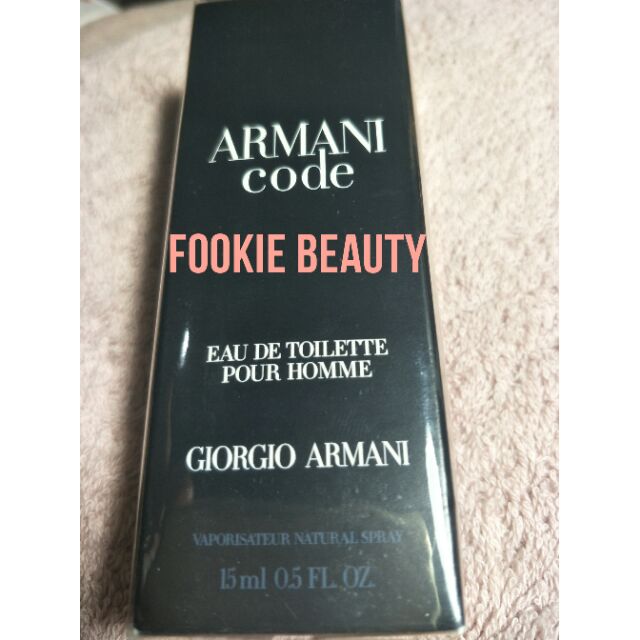 ARMANI
code
FOOKIE BEAUTY
EAU DE TOILETTE
POUR HOMME
GIORGIO ARMANI
VAPORISATEUR NATURAL SPRAY
15 ml 0.5 FL. OZ.